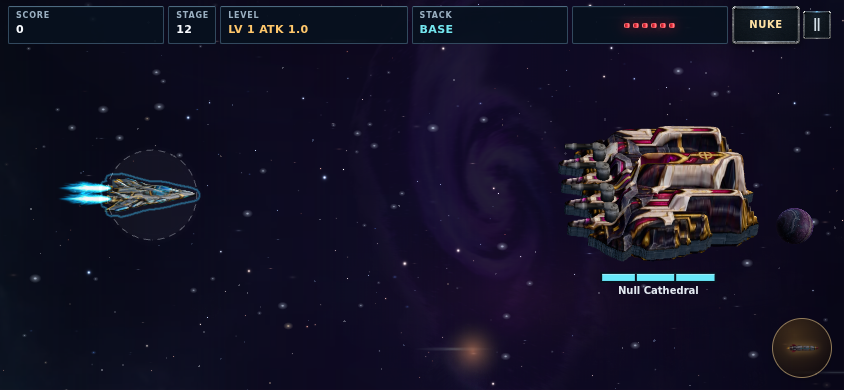 SCORE
0
STAGE
12
LEVEL
LV 1 ATK 1.0
STACK
BASE
NUKE
Null Cathedral